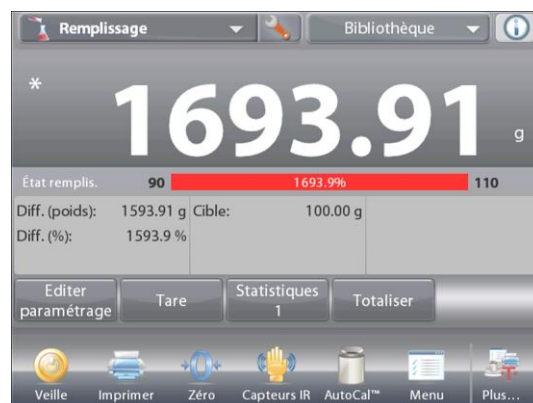 Remplissage Bibliothèque
*
1693.91 g
État remplis. 90 1693.9% 110
Diff. (poids): 1593.91 g Cible: 100.00 g
Diff. (%): 1593.9 %
Editer paramétrage
Tare
Statistiques 1
Totaliser
Veille Imprimer Zéro Capteurs IR AutoCal™ Menu Plus...